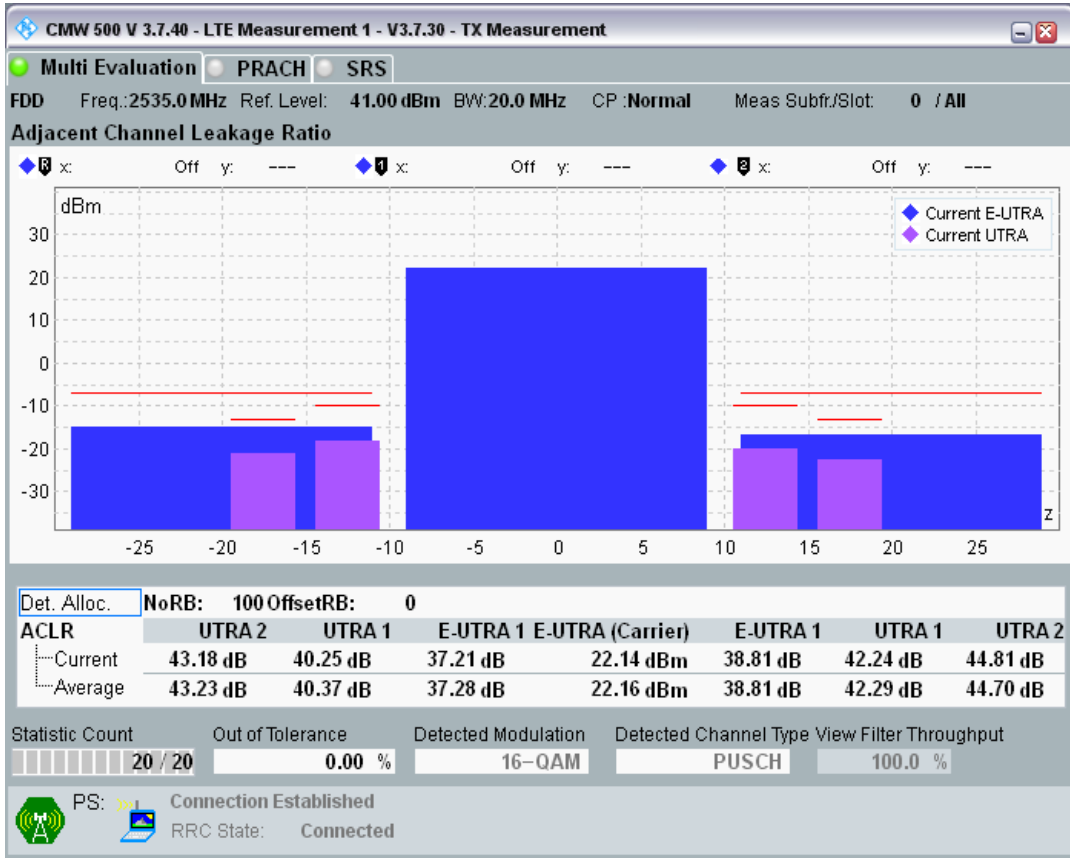 CMW 500 V 3.7.40 - LTE Measurement 1 - V3.7.30 - TX Measurement
Multi Evaluation PRACH SRS
FDD Freq.:2535.0 MHz Ref. Level: 41.00 dBm BW:20.0 MHz CP :Normal Meas Subfr./Slot: 0 / All
Adjacent Channel Leakage Ratio
R x: Off y: --- 1 x: Off y: --- 2 x: Off y: ---
dBm
Current E-UTRA
Current UTRA
30
20
10
0
-10
-20
-30
z
-25 -20 -15 -10 -5 0 5 10 15 20 25
Det. Alloc. NoRB: 100 OffsetRB: 0
ACLR UTRA 2 UTRA 1 E-UTRA 1 E-UTRA (Carrier) E-UTRA 1 UTRA 1 UTRA 2
Current 43.18 dB 40.25 dB 37.21 dB 22.14 dBm 38.81 dB 42.24 dB 44.81 dB
Average 43.23 dB 40.37 dB 37.28 dB 22.16 dBm 38.81 dB 42.29 dB 44.70 dB
Statistic Count Out of Tolerance Detected Modulation Detected Channel Type View Filter Throughput
20 / 20 0.00 % 16-QAM PUSCH 100.0 %
PS: Connection Established
RRC State: Connected